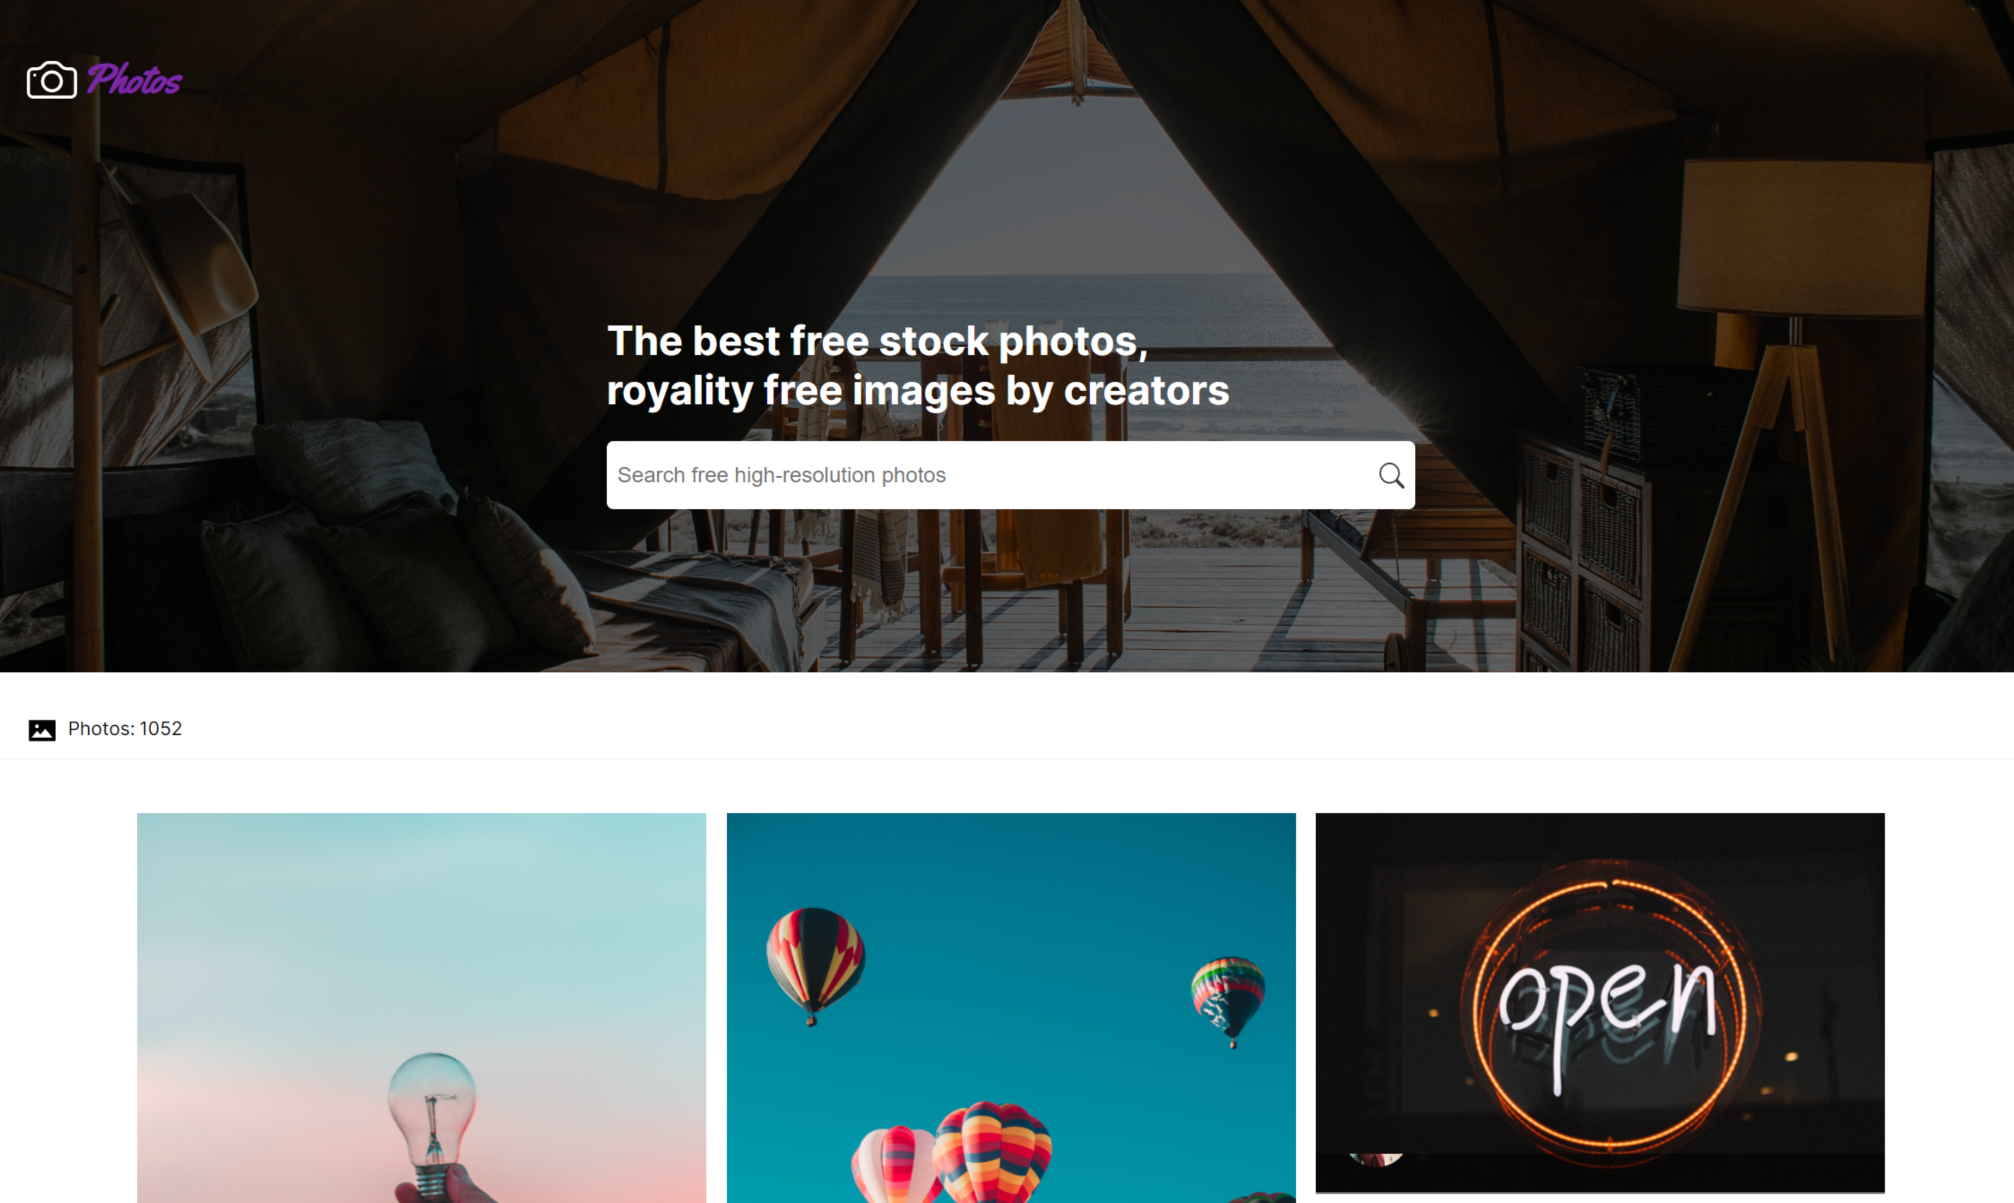 Photos
The best free stock photos,
royality free images by creators
Search free high-resolution photos
Photos: 1052
open